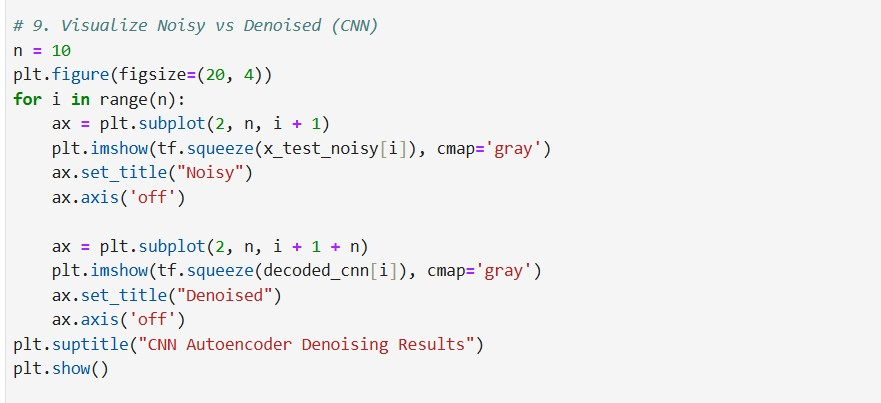 # 9. Visualize Noisy vs Denoised (CNN)
n = 10
plt.figure(figsize=(20, 4))
for i in range(n):
    ax = plt.subplot(2, n, i + 1)
    plt.imshow(tf.squeeze(x_test_noisy[i]), cmap='gray')
    ax.set_title("Noisy")
    ax.axis('off')

    ax = plt.subplot(2, n, i + 1 + n)
    plt.imshow(tf.squeeze(decoded_cnn[i]), cmap='gray')
    ax.set_title("Denoised")
    ax.axis('off')
plt.suptitle("CNN Autoencoder Denoising Results")
plt.show()